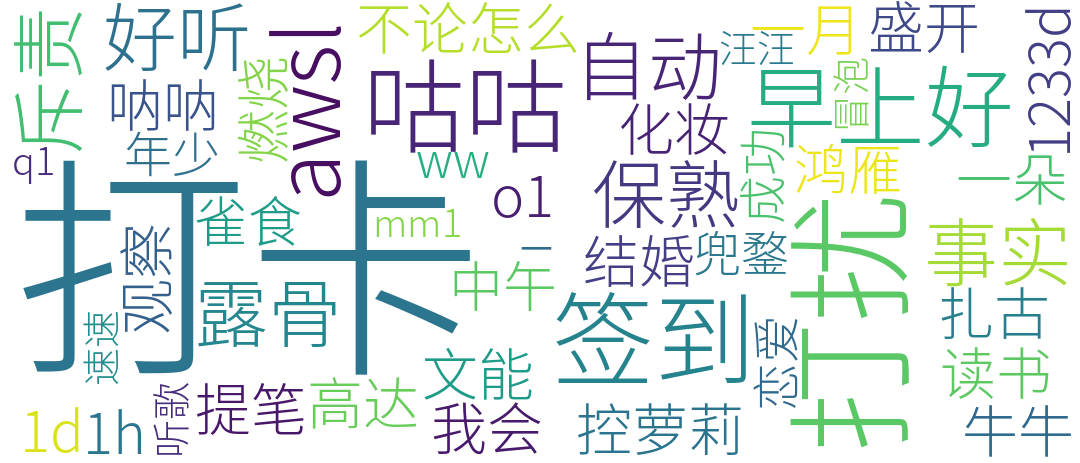 打卡
签到
打扰
咕咕
早上好
斥责
好听
awsl
不论怎么
自动
汪汪
一月
盛开
1233d
呐呐
燃烧
冒泡
化妆
年少
q1
ww
成功
鸿雁
一朵
o1
保熟
雀食
mm1
一
事实
观察
中午
结婚
兜鍪
露骨
扎古
速速
文能
恋爱
读书
听歌
提笔
高达
我会
控萝莉
牛牛
1d
1h